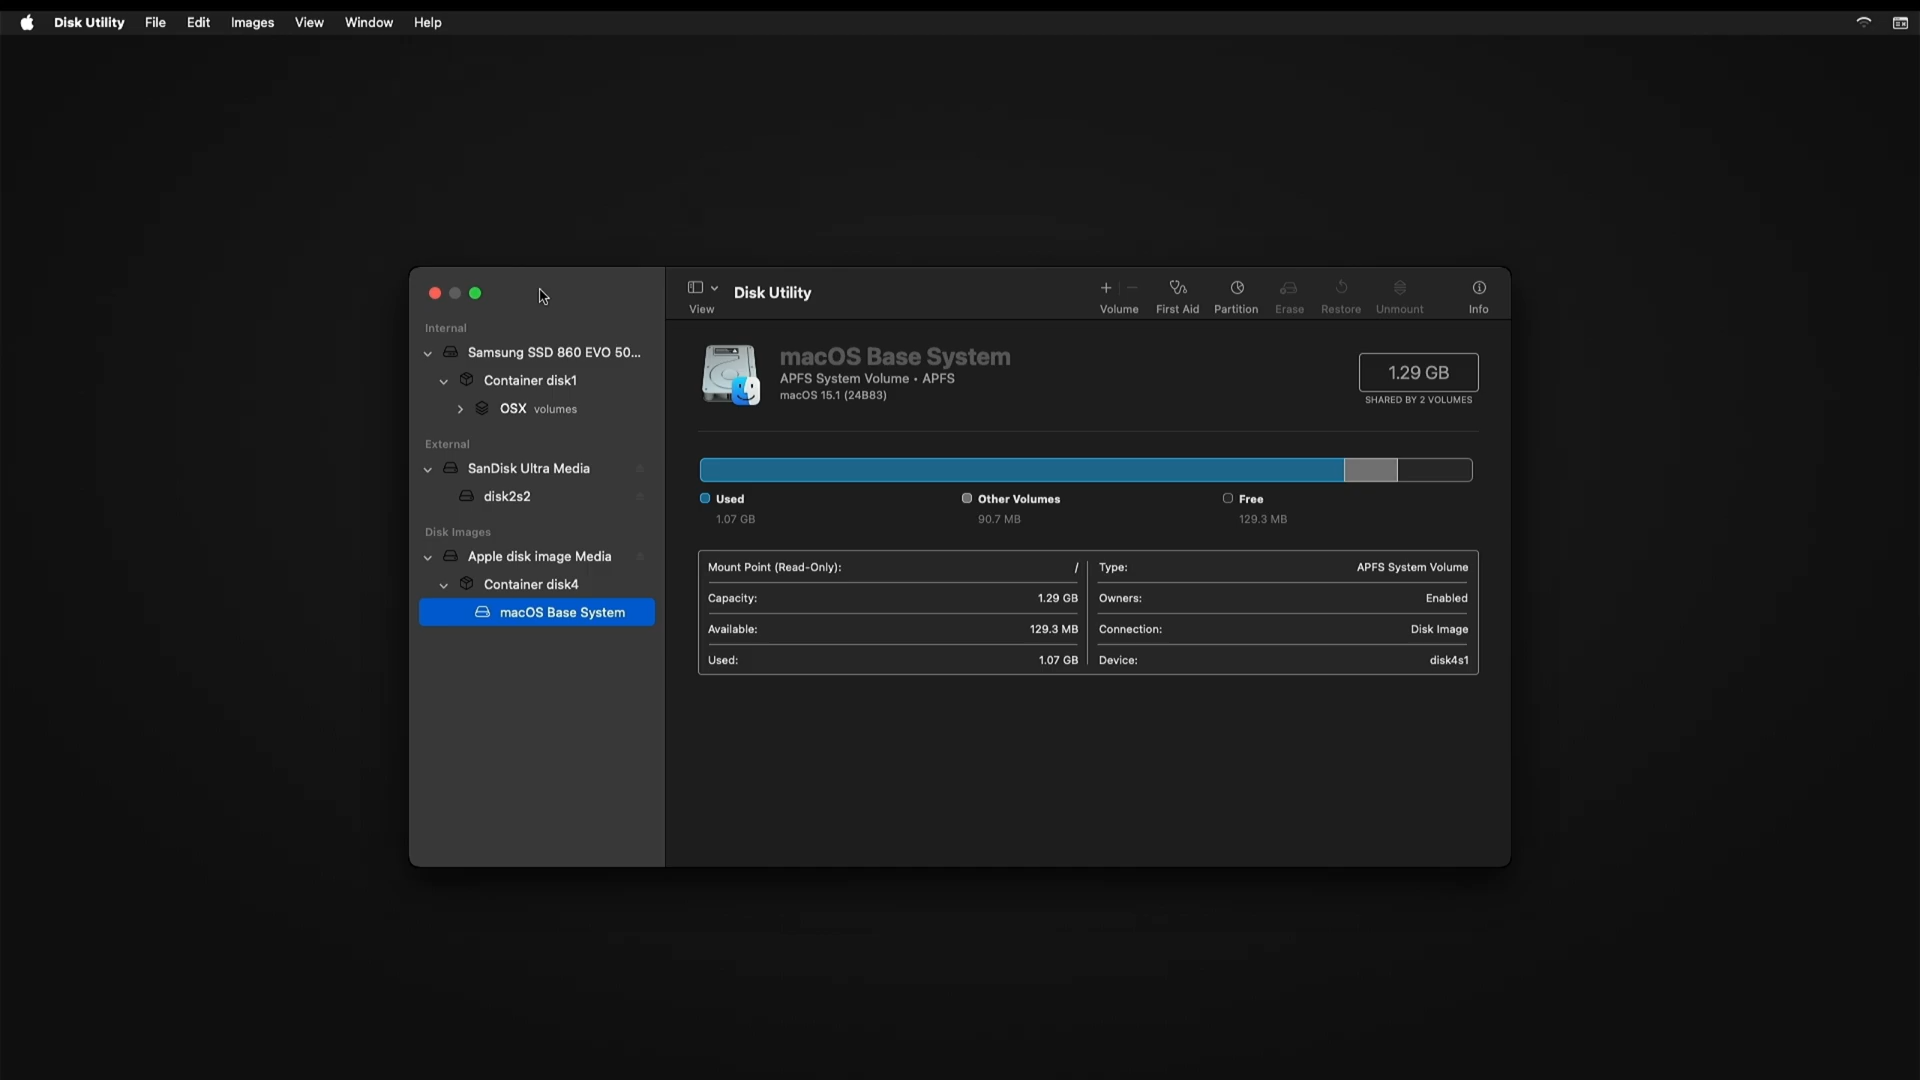 Disk Utility File Edit Images View Window Help
Internal
Samsung SSD 860 EVO 50...
Container disk1
OSX volumes
External
SanDisk Ultra Media
disk2s2
Disk Images
Apple disk image Media
Container disk4
macOS Base System
View
Disk Utility
Volume First Aid Partition Erase Restore Unmount Info
macOS Base System
APFS System Volume • APFS
macOS 15.1 (24B83)
1.29 GB
SHARED BY 2 VOLUMES
Used
1.07 GB
Other Volumes
90.7 MB
Free
129.3 MB
Mount Point (Read-Only): /
Capacity: 1.29 GB
Available: 129.3 MB
Used: 1.07 GB
Type: APFS System Volume
Owners: Enabled
Connection: Disk Image
Device: disk4s1